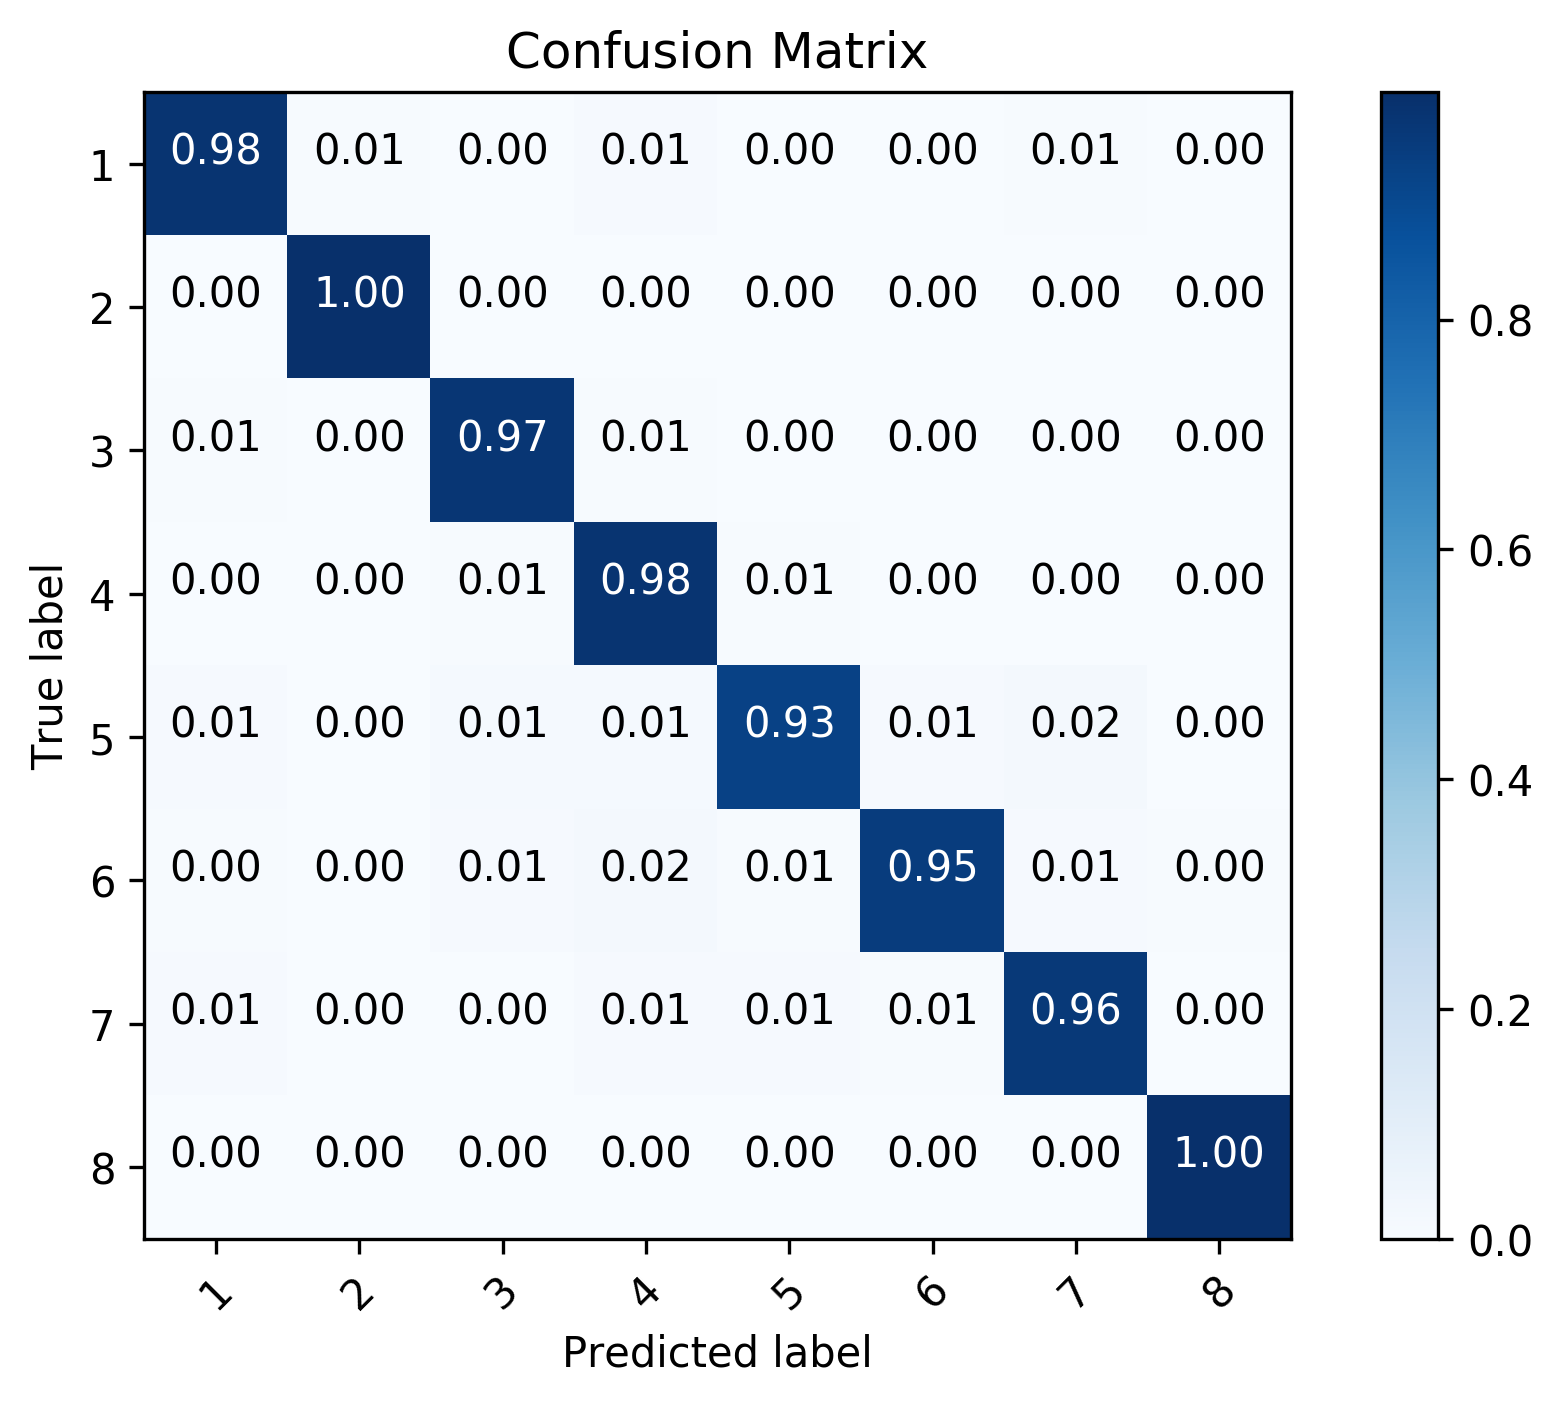 Confusion Matrix
True label
1 0.98 0.01 0.00 0.01 0.00 0.00 0.01 0.00
2 0.00 1.00 0.00 0.00 0.00 0.00 0.00 0.00
3 0.01 0.00 0.97 0.01 0.00 0.00 0.00 0.00
4 0.00 0.00 0.01 0.98 0.01 0.00 0.00 0.00
5 0.01 0.00 0.01 0.01 0.93 0.01 0.02 0.00
6 0.00 0.00 0.01 0.02 0.01 0.95 0.01 0.00
7 0.01 0.00 0.00 0.01 0.01 0.01 0.96 0.00
8 0.00 0.00 0.00 0.00 0.00 0.00 0.00 1.00
1 2 3 4 5 6 7 8
Predicted label
0.8
0.6
0.4
0.2
0.0